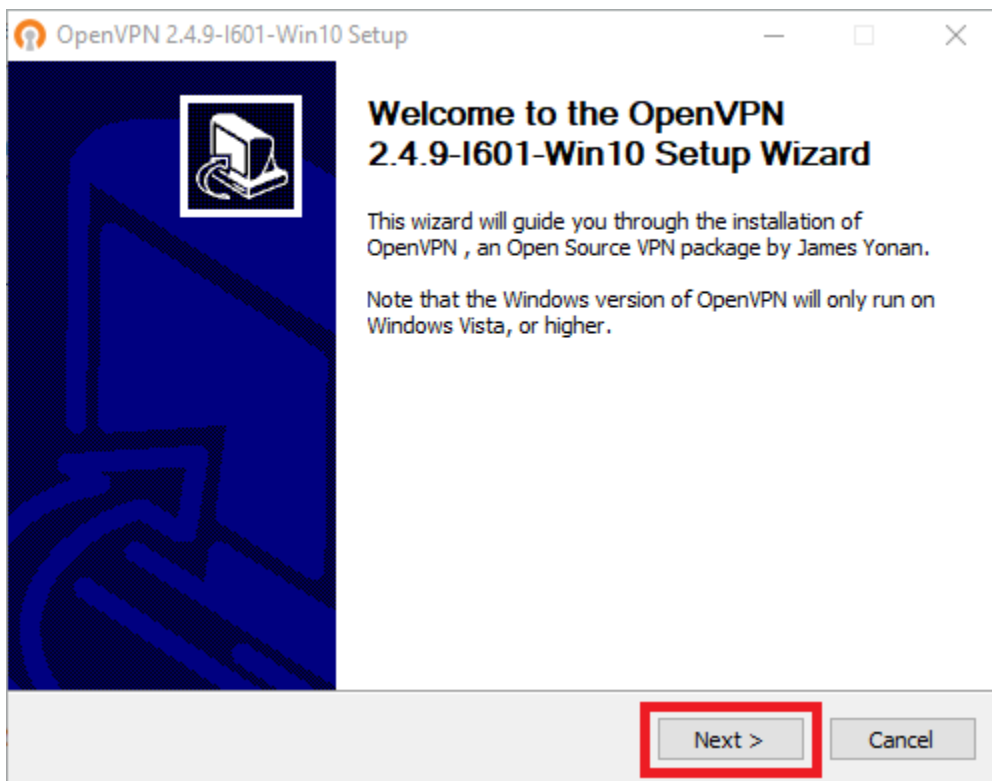 OpenVPN 2.4.9-I601-Win10 Setup
Welcome to the OpenVPN
2.4.9-I601-Win10 Setup Wizard
This wizard will guide you through the installation of
OpenVPN , an Open Source VPN package by James Yonan.
Note that the Windows version of OpenVPN will only run on
Windows Vista, or higher.
Next >
Cancel